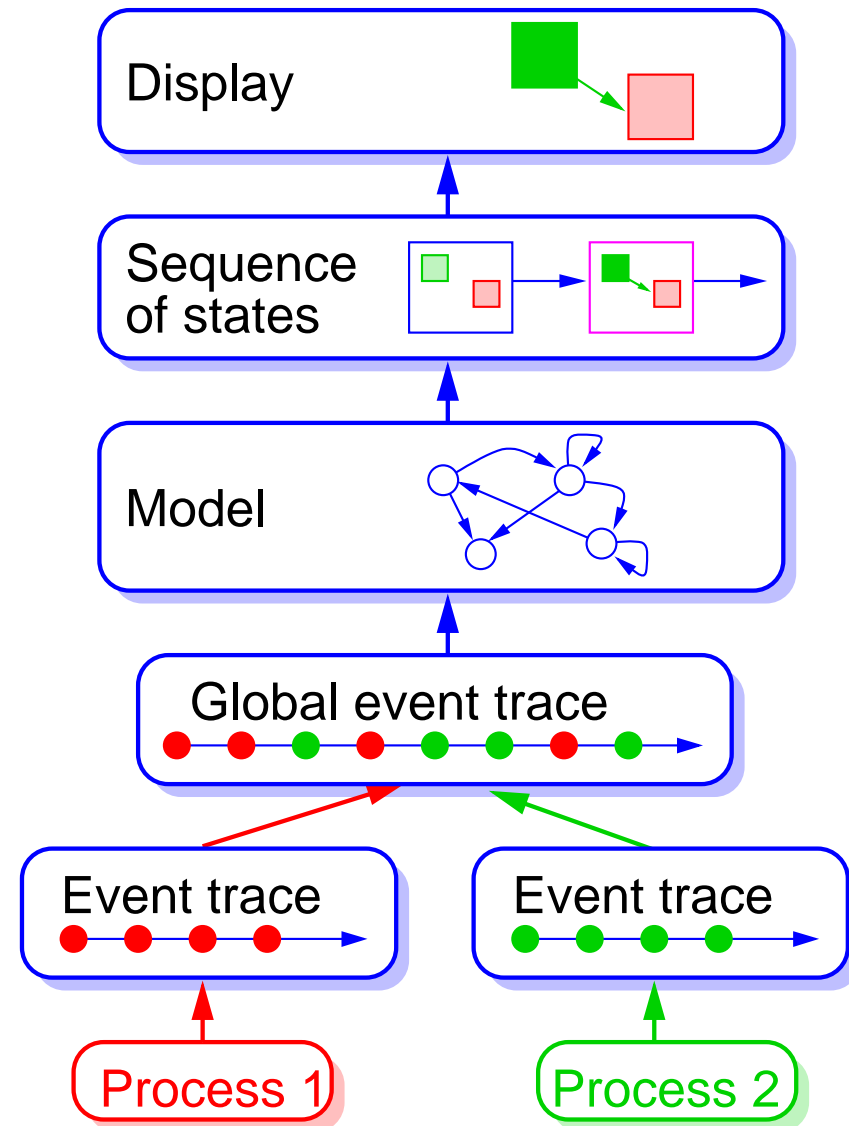 Display
Sequence
of states
Model
Global event trace
Event trace
Event trace
Process 1
Process 2